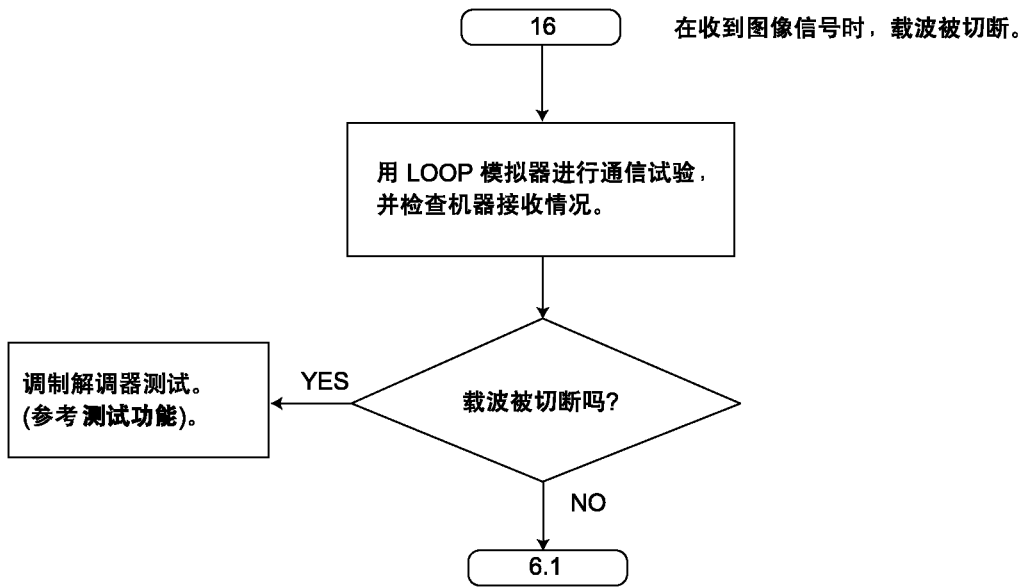 16
在收到图像信号时，载波被切断。
用 LOOP 模拟器进行通信试验，
并检查机器接收情况。
载波被切断吗?
YES
调制解调器测试。
(参考 测试功能)。
NO
6.1